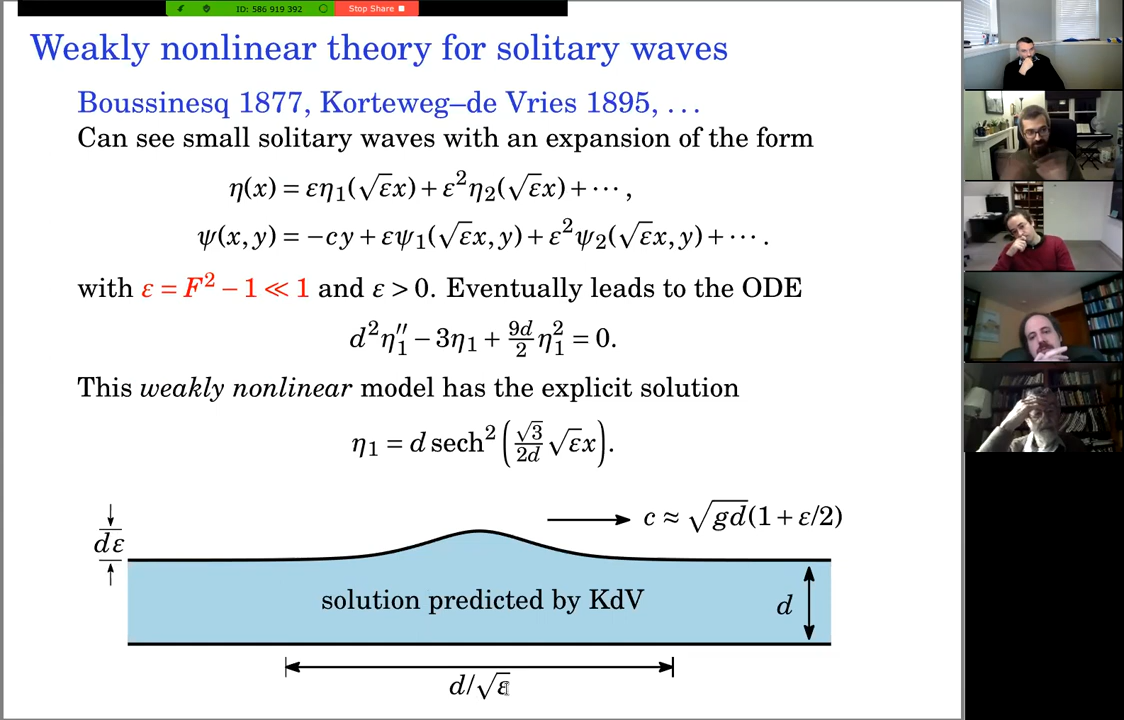 ID: 586 919 392 Stop Share
Weakly nonlinear theory for solitary waves
Boussinesq 1877, Korteweg–de Vries 1895, …
Can see small solitary waves with an expansion of the form
η(x) = εη₁(√εx) + ε²η₂(√εx) + ⋯ ,
ψ(x, y) = −cy + εψ₁(√εx, y) + ε²ψ₂(√εx, y) + ⋯ .
with ε = F² − 1 ≪ 1 and ε > 0. Eventually leads to the ODE
d²η₁″ − 3η₁ + 9d/2 η₁² = 0.
This weakly nonlinear model has the explicit solution
η₁ = d sech² (√3/2d √εx).
c ≈ √gd(1 + ε/2)
dε
solution predicted by KdV
d
d/√ε